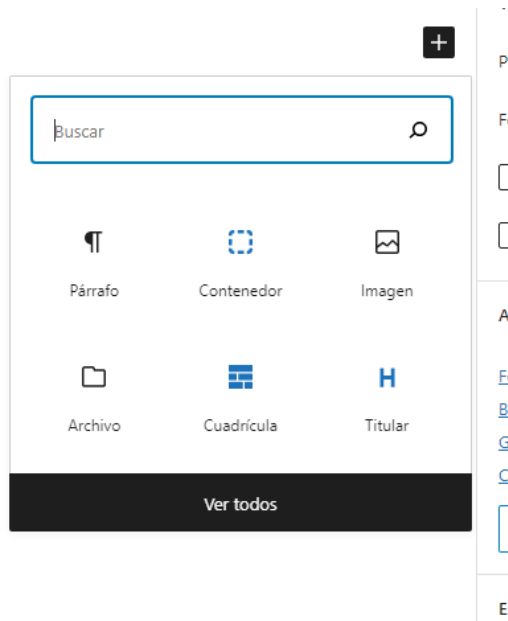 Buscar
Párrafo
Contenedor
Imagen
Archivo
Cuadrícula
Titular
Ver todos